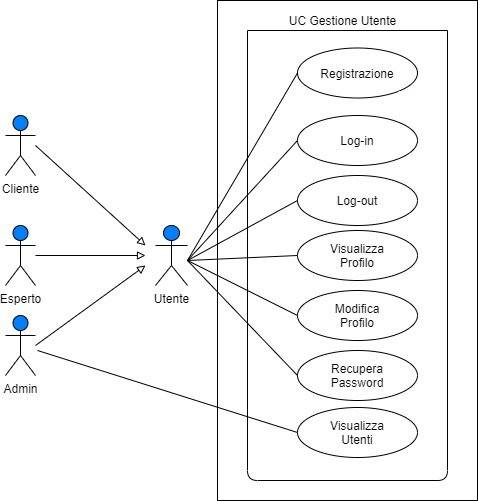 UC Gestione Utente
Registrazione
Log-in
Log-out
Visualizza
Profilo
Modifica
Profilo
Recupera
Password
Visualizza
Utenti
Cliente
Esperto
Admin
Utente